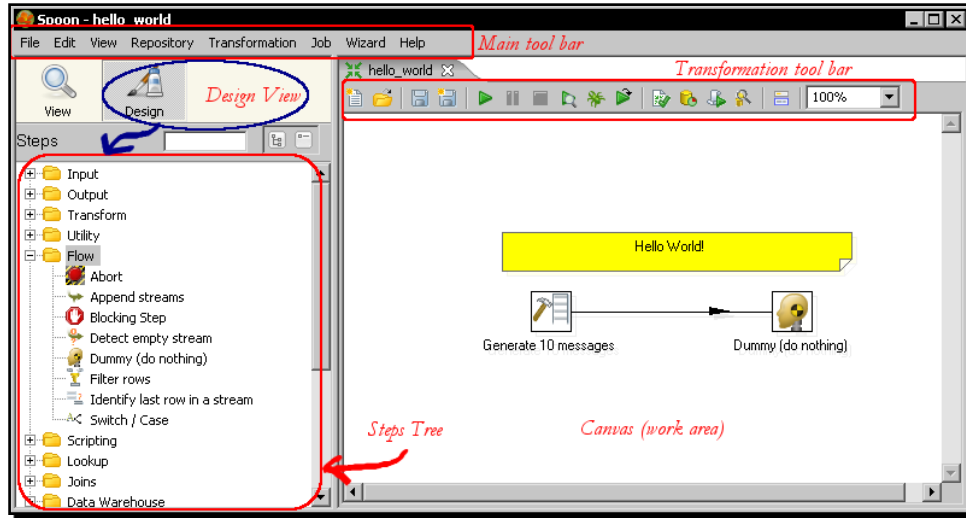 Spoon - hello_world
File Edit View Repository Transformation Job Wizard Help
Main tool bar
View
Design
Design View
hello_world
Transformation tool bar
100%
Steps
Input
Output
Transform
Utility
Flow
Abort
Append streams
Blocking Step
Detect empty stream
Dummy (do nothing)
Filter rows
Identify last row in a stream
Switch / Case
Scripting
Lookup
Joins
Data Warehouse
Hello World!
Generate 10 messages
Dummy (do nothing)
Steps Tree
Canvas (work area)